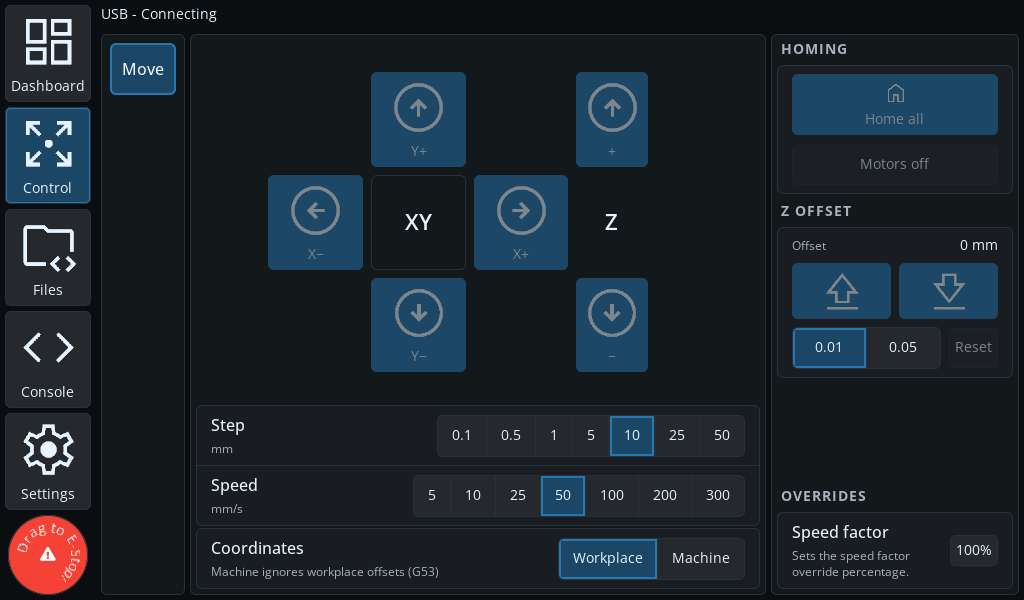 USB - Connecting
Dashboard
Control
Files
Console
Settings
Drag to E-Stop!
Move
Y+
X−
XY
X+
Y−
+
Z
−
Step
mm
0.1 0.5 1 5 10 25 50
Speed
mm/s
5 10 25 50 100 200 300
Coordinates
Machine ignores workplace offsets (G53)
Workplace Machine
HOMING
Home all
Motors off
Z OFFSET
Offset 0 mm
0.01 0.05 Reset
OVERRIDES
Speed factor
Sets the speed factor
override percentage.
100%